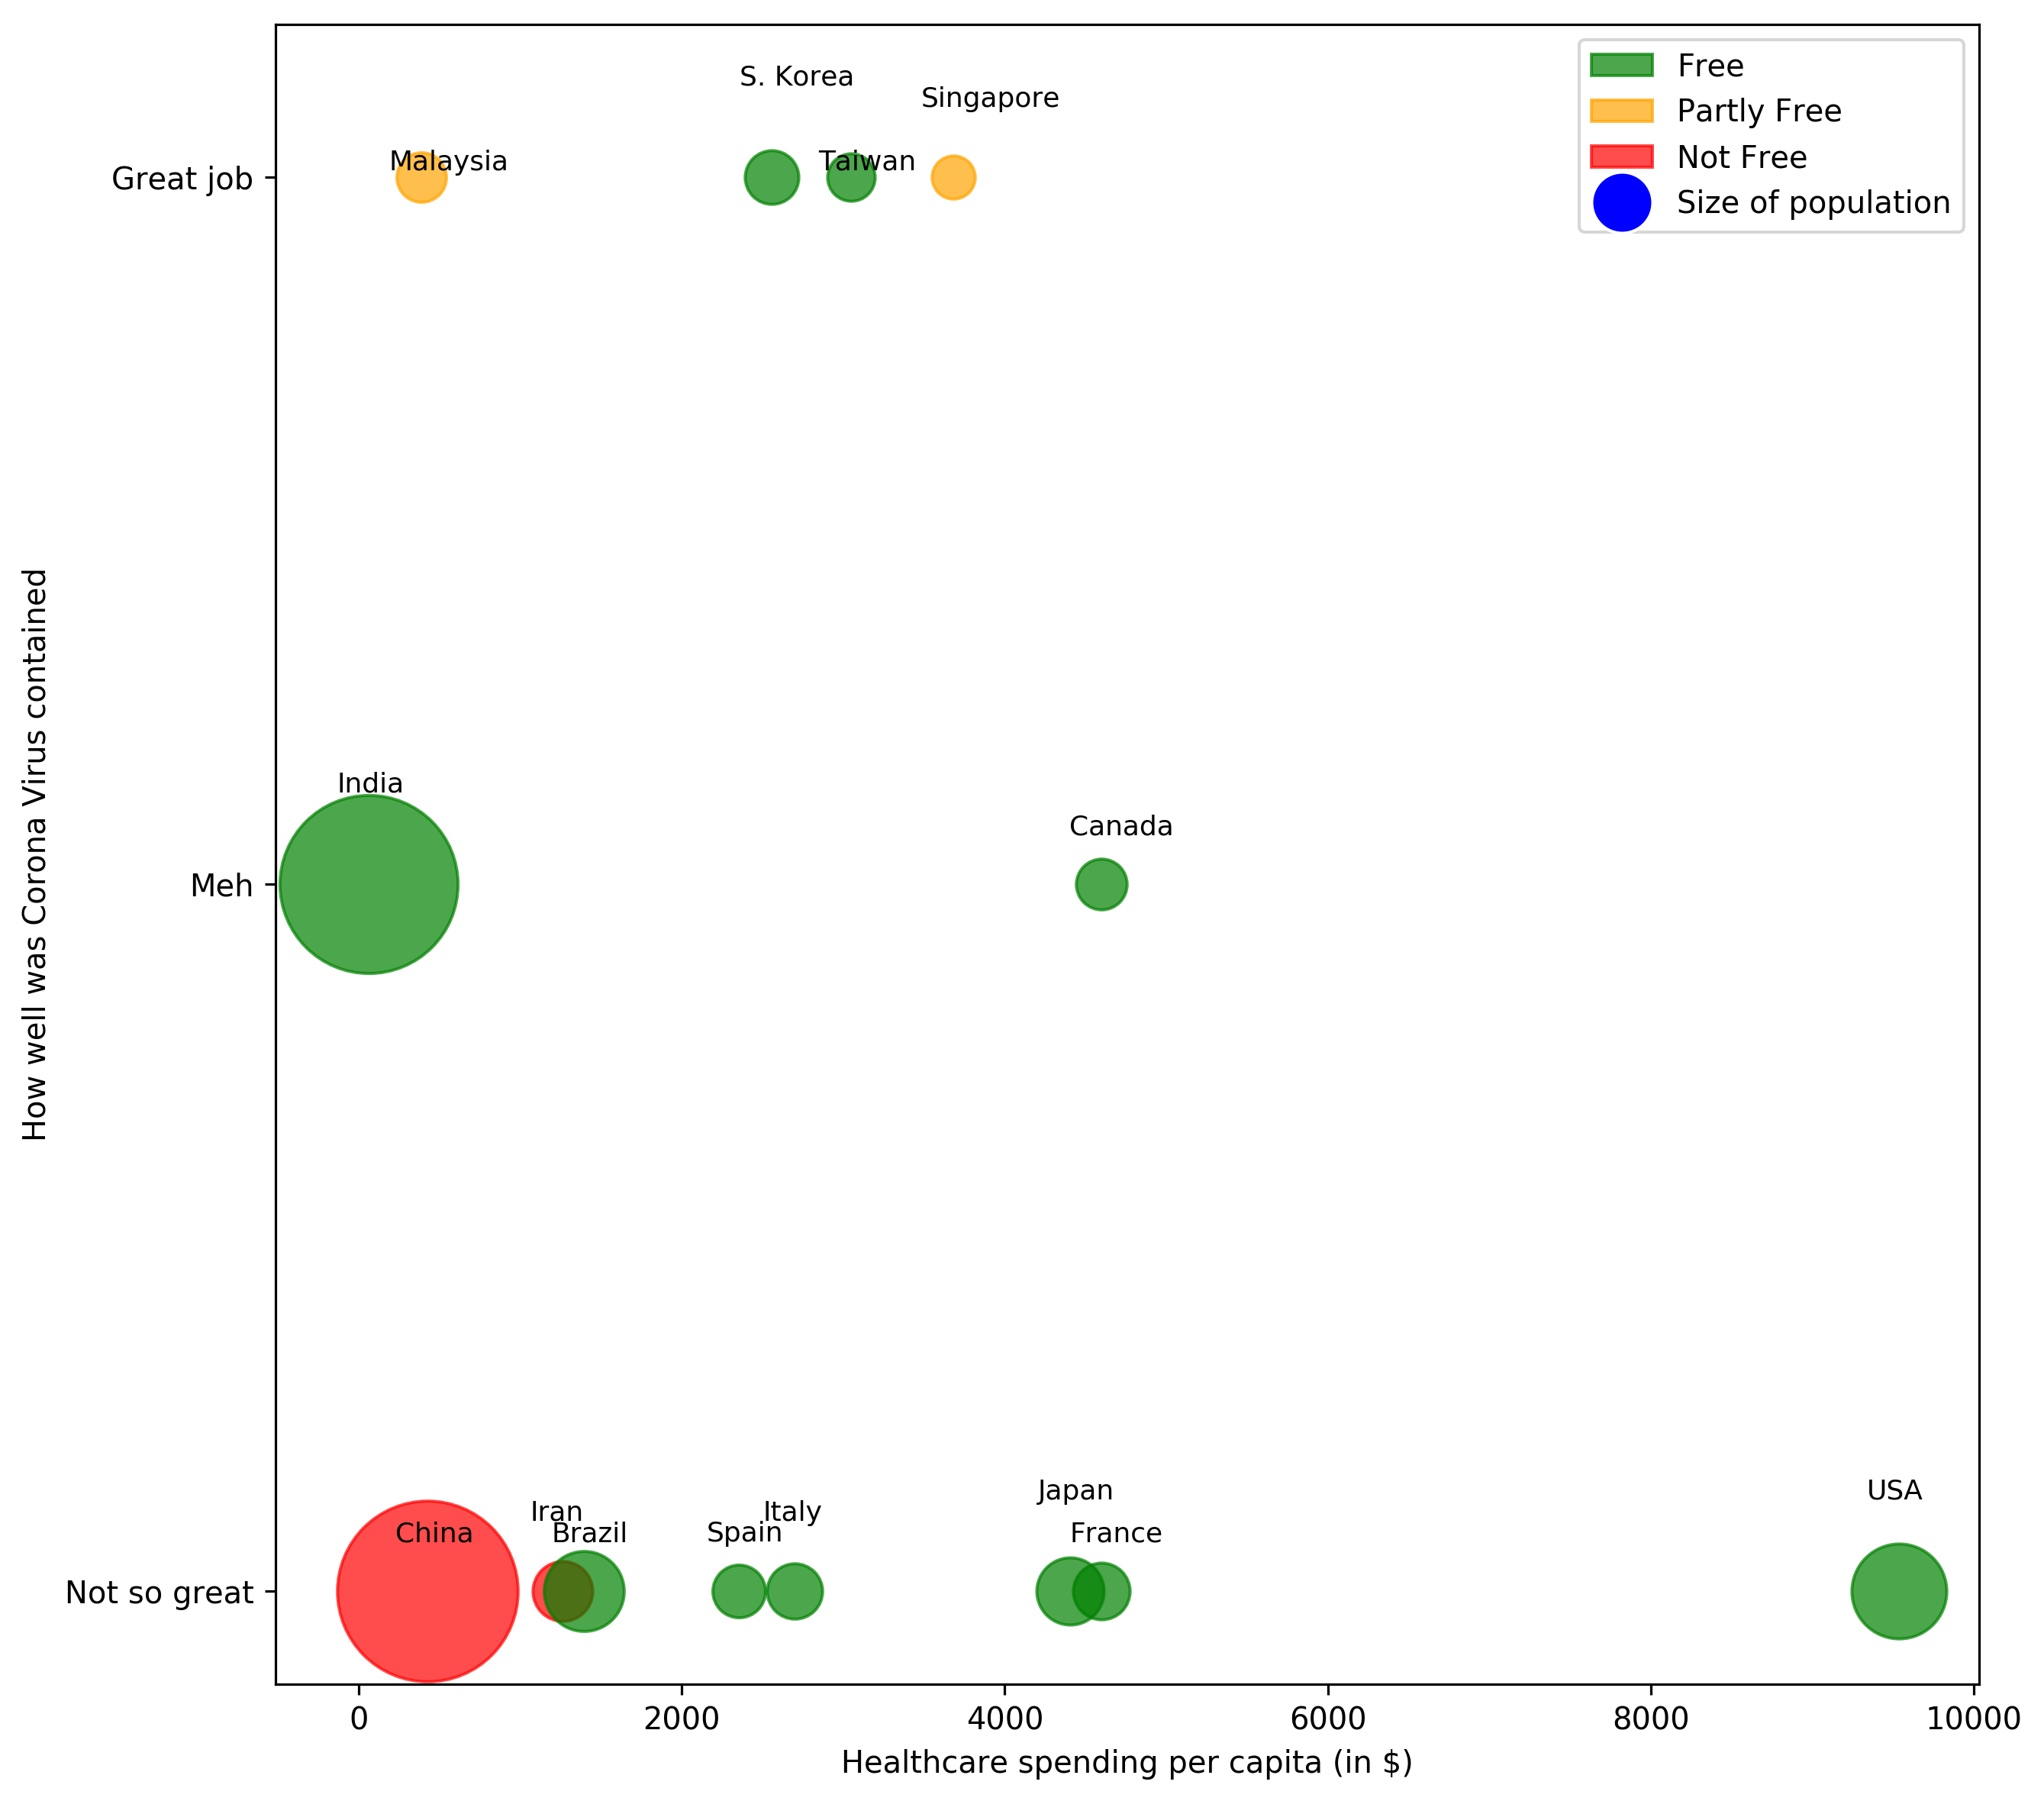 S. Korea
Singapore
Malaysia
Taiwan
Free
Partly Free
Not Free
Size of population
Great job
India
Canada
Meh
How well was Corona Virus contained
Japan
USA
Iran
Italy
China
Brazil
Spain
France
Not so great
0
2000
4000
6000
8000
10000
Healthcare spending per capita (in $)